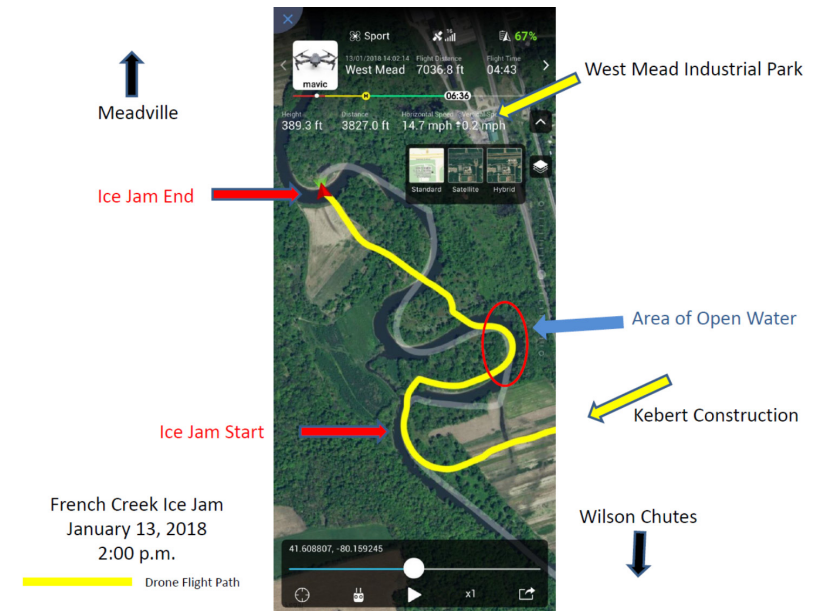 Sport
18
67%
mavic
13/01/2018 14:02:14
West Mead
Flight Distance
7036.8 ft
Flight Time
04:43
H
06:36
Height
389.3 ft
Distance
3827.0 ft
Horizontal Speed
14.7 mph
0.2 mph
Standard
Satellite
Hybrid
Meadville
West Mead Industrial Park
Ice Jam End
Area of Open Water
Kebert Construction
Ice Jam Start
French Creek Ice Jam
January 13, 2018
2:00 p.m.
Drone Flight Path
Wilson Chutes
41.608807, -80.159245
x1